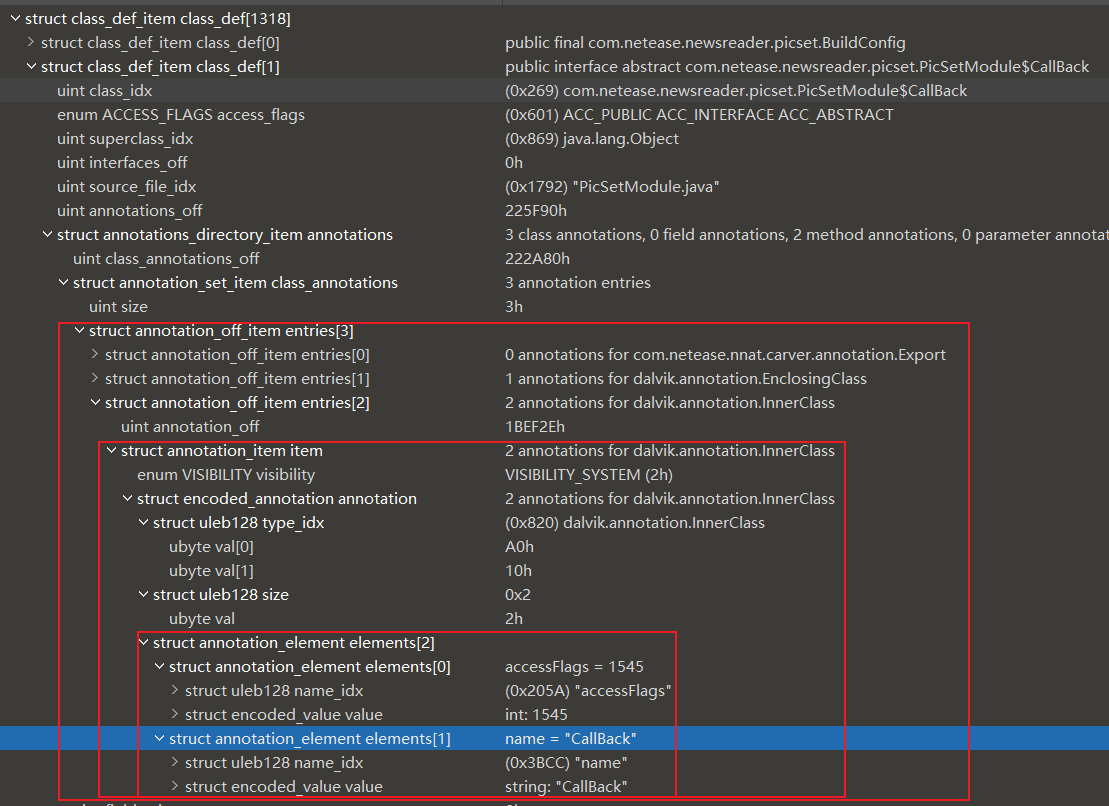 struct class_def_item class_def[1318]
struct class_def_item class_def[0] public final com.netease.newsreader.picset.BuildConfig
struct class_def_item class_def[1] public interface abstract com.netease.newsreader.picset.PicSetModule$CallBack
uint class_idx (0x269) com.netease.newsreader.picset.PicSetModule$CallBack
enum ACCESS_FLAGS access_flags (0x601) ACC_PUBLIC ACC_INTERFACE ACC_ABSTRACT
uint superclass_idx (0x869) java.lang.Object
uint interfaces_off 0h
uint source_file_idx (0x1792) "PicSetModule.java"
uint annotations_off 225F90h
struct annotations_directory_item annotations 3 class annotations, 0 field annotations, 2 method annotations, 0 parameter annotat
uint class_annotations_off 222A80h
struct annotation_set_item class_annotations 3 annotation entries
uint size 3h
struct annotation_off_item entries[3]
struct annotation_off_item entries[0] 0 annotations for com.netease.nnat.carver.annotation.Export
struct annotation_off_item entries[1] 1 annotations for dalvik.annotation.EnclosingClass
struct annotation_off_item entries[2] 2 annotations for dalvik.annotation.InnerClass
uint annotation_off 1BEF2Eh
struct annotation_item item 2 annotations for dalvik.annotation.InnerClass
enum VISIBILITY visibility VISIBILITY_SYSTEM (2h)
struct encoded_annotation annotation 2 annotations for dalvik.annotation.InnerClass
struct uleb128 type_idx (0x820) dalvik.annotation.InnerClass
ubyte val[0] A0h
ubyte val[1] 10h
struct uleb128 size 0x2
ubyte val 2h
struct annotation_element elements[2]
struct annotation_element elements[0] accessFlags = 1545
struct uleb128 name_idx (0x205A) "accessFlags"
struct encoded_value value int: 1545
struct annotation_element elements[1] name = "CallBack"
struct uleb128 name_idx (0x3BCC) "name"
struct encoded_value value string: "CallBack"